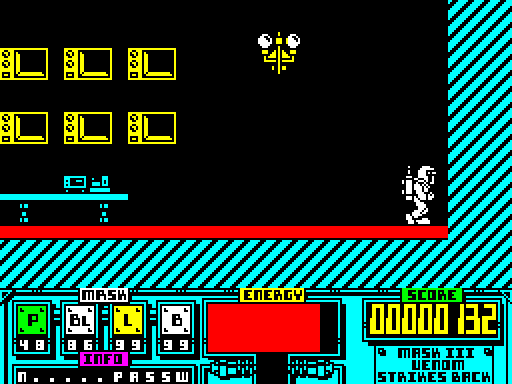 MASK
ENERGY
SCORE
P BL L B
00000132
48 86 99 99
INFO
MASK III
VENOM
STRIKES BACK
N.....PASSW